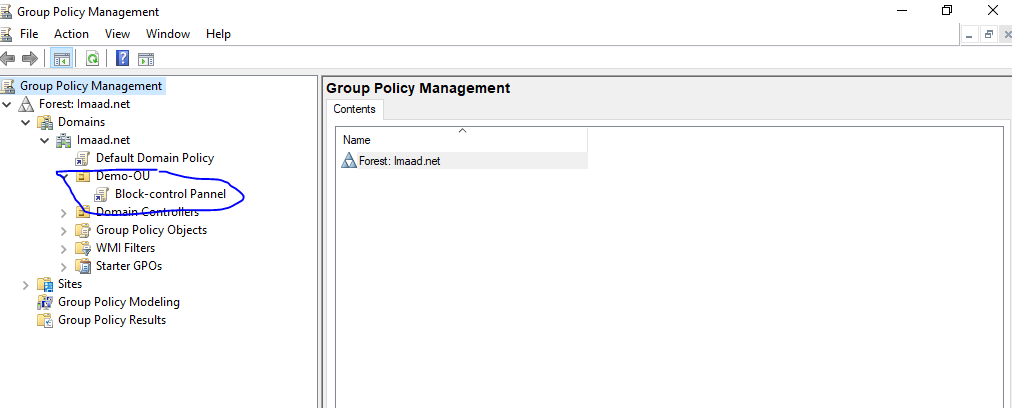 Group Policy Management
File Action View Window Help
Group Policy Management
Forest: Imaad.net
Domains
Imaad.net
Default Domain Policy
Demo-OU
Block-control Pannel
Domain Controllers
Group Policy Objects
WMI Filters
Starter GPOs
Sites
Group Policy Modeling
Group Policy Results
Group Policy Management
Contents
Name
Forest: Imaad.net